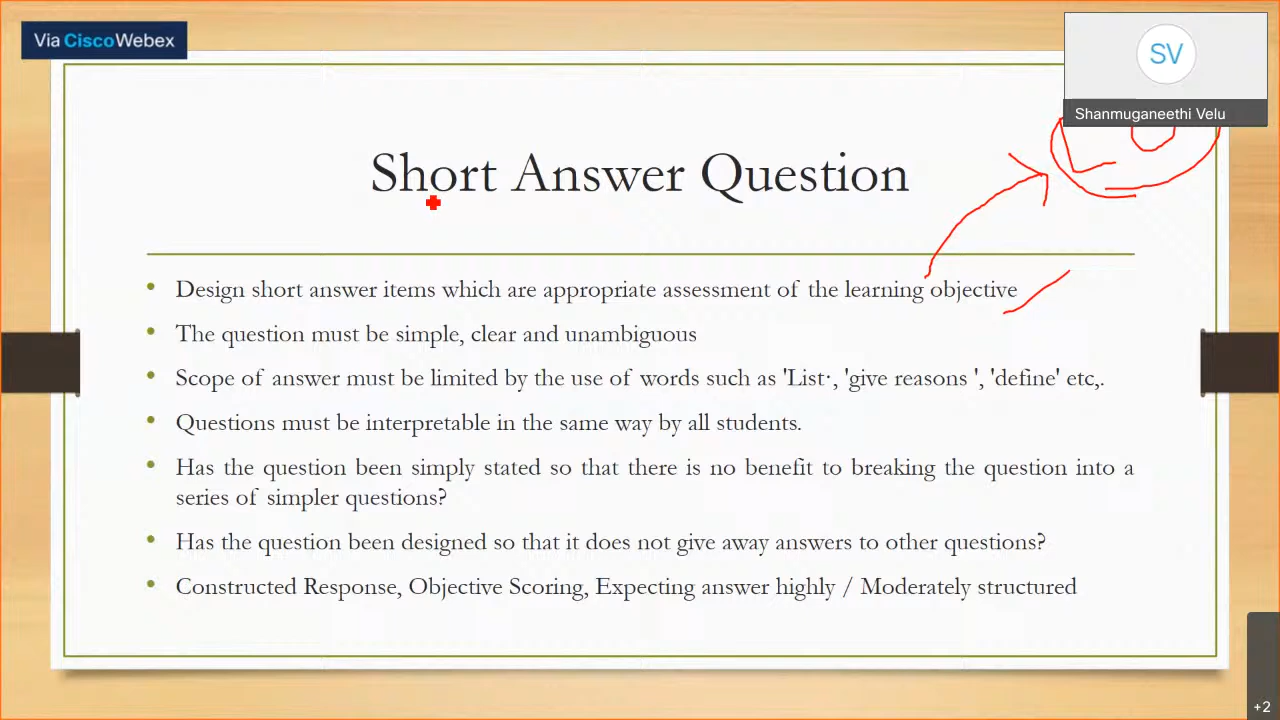 Via CiscoWebex
SV
Shanmuganeethi Velu
Short Answer Question
• Design short answer items which are appropriate assessment of the learning objective
• The question must be simple, clear and unambiguous
• Scope of answer must be limited by the use of words such as 'List·, 'give reasons ', 'define' etc,.
• Questions must be interpretable in the same way by all students.
• Has the question been simply stated so that there is no benefit to breaking the question into a
series of simpler questions?
• Has the question been designed so that it does not give away answers to other questions?
• Constructed Response, Objective Scoring, Expecting answer highly / Moderately structured
+2